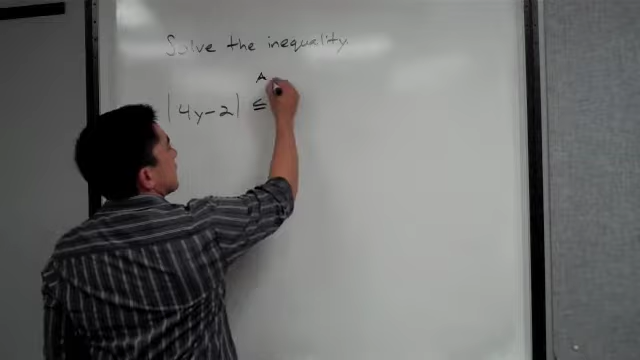 Solve the inequality.
A
|4y-2| ≤